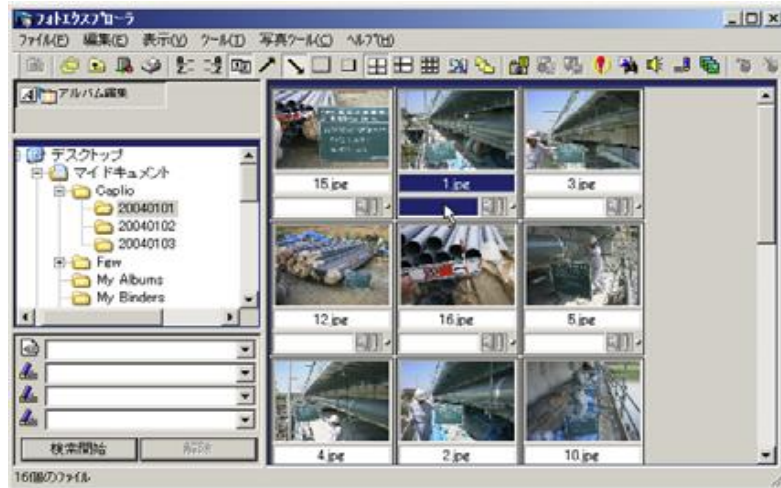 フォトエクスプローラ
ファイル(F) 編集(E) 表示(V) ツール(T) 写真ツール(C) ヘルプ(H)
アルバム編集
デスクトップ
マイ ドキュメント
Caplio
20040101
20040102
20040103
Few
My Albums
My Binders
15.jpe
1.jpe
3.jpe
12.jpe
16.jpe
5.jpe
4.jpe
2.jpe
10.jpe
検索開始
解除
16個のファイル